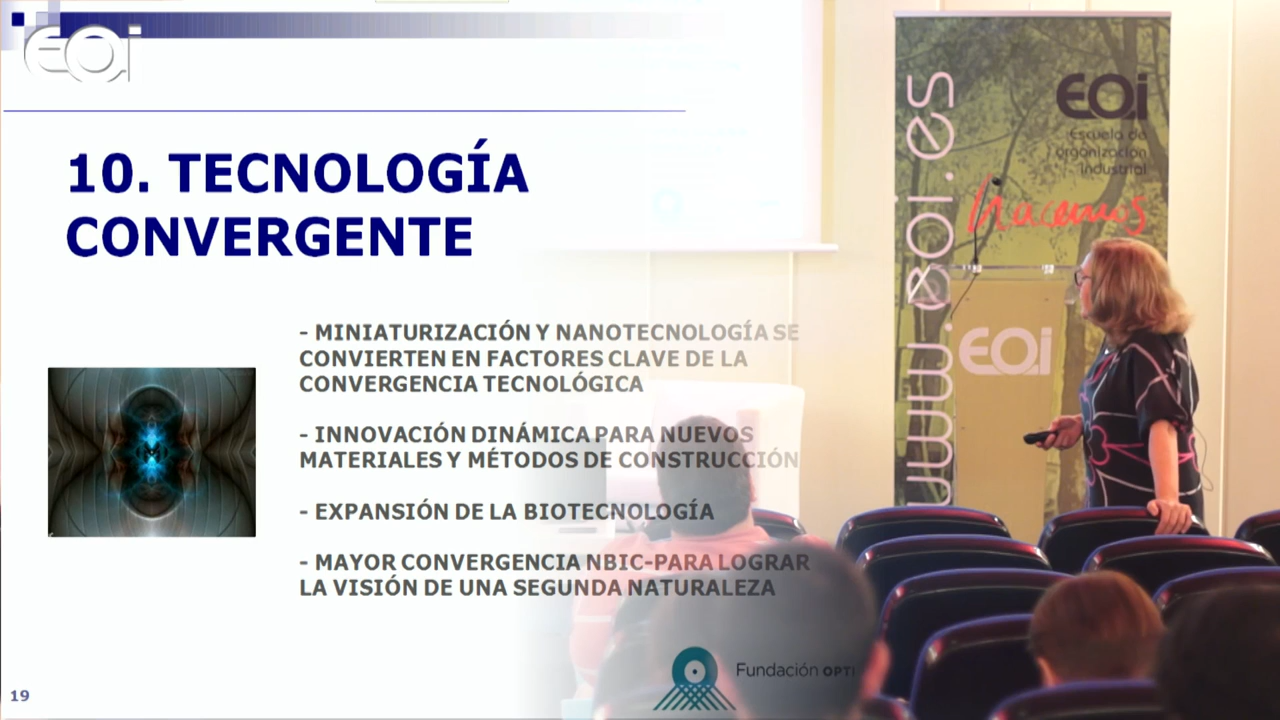 EOi
10. TECNOLOGÍA
CONVERGENTE
- MINIATURIZACIÓN Y NANOTECNOLOGÍA SE
CONVIERTEN EN FACTORES CLAVE DE LA
CONVERGENCIA TECNOLÓGICA
- INNOVACIÓN DINÁMICA PARA NUEVOS
MATERIALES Y MÉTODOS DE CONSTRUCCIÓN
- EXPANSIÓN DE LA BIOTECNOLOGÍA
- MAYOR CONVERGENCIA NBIC-PARA LOGRAR
LA VISIÓN DE UNA SEGUNDA NATURALEZA
Fundación OPTI
19
www.eoi.es
EOi
Escuela de
organización
industrial
hacemos
EOi